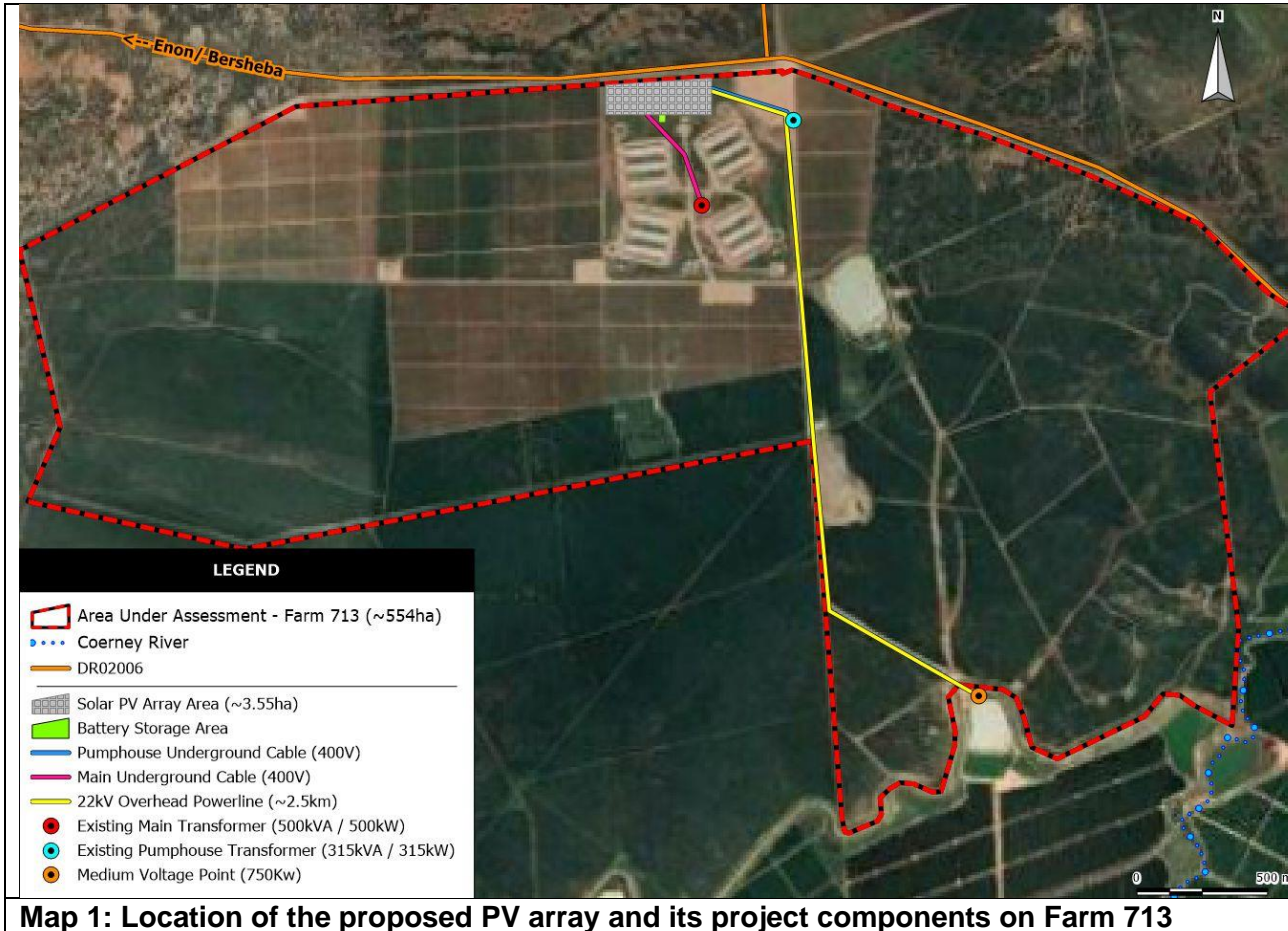 <-- Enon/ Bersheba
N
LEGEND
Area Under Assessment - Farm 713 (~554ha)
Coerney River
DR02006
Solar PV Array Area (~3.55ha)
Battery Storage Area
Pumphouse Underground Cable (400V)
Main Underground Cable (400V)
22kV Overhead Powerline (~2.5km)
Existing Main Transformer (500kVA / 500kW)
Existing Pumphouse Transformer (315kVA / 315kW)
Medium Voltage Point (750Kw)
0 500 m
Map 1: Location of the proposed PV array and its project components on Farm 713